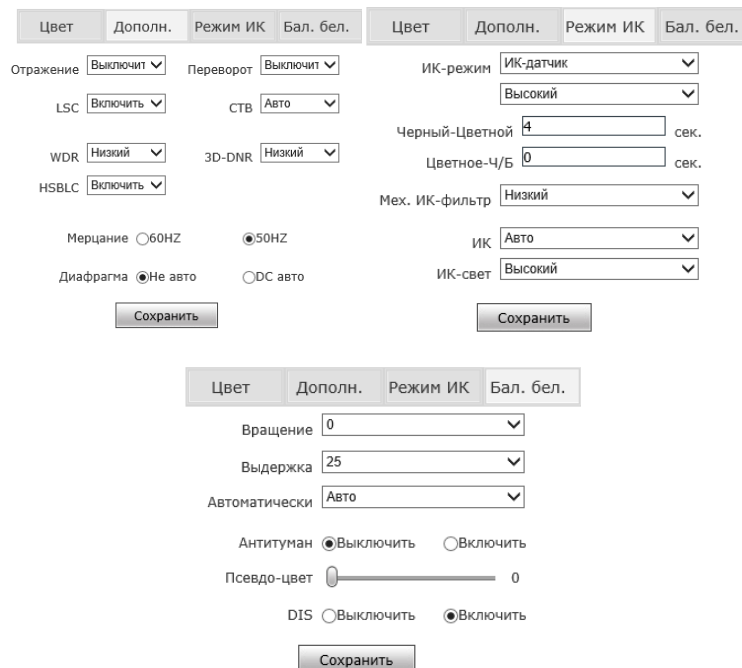 Цвет Дополн. Режим ИК Бал. бел.
Отражение Выключит Переворот Выключит
LSC Включить СТВ Авто
WDR Низкий 3D-DNR Низкий
HSBLC Включить
Мерцание 60HZ 50HZ
Диафрагма Не авто DC авто
Сохранить
Цвет Дополн. Режим ИК Бал. бел.
ИК-режим ИК-датчик
Высокий
Черный-Цветной 4 сек.
Цветное-Ч/Б 0 сек.
Мех. ИК-фильтр Низкий
ИК Авто
ИК-свет Высокий
Сохранить
Цвет Дополн. Режим ИК Бал. бел.
Вращение 0
Выдержка 25
Автоматически Авто
Антитуман Выключить Включить
Псевдо-цвет 0
DIS Выключить Включить
Сохранить